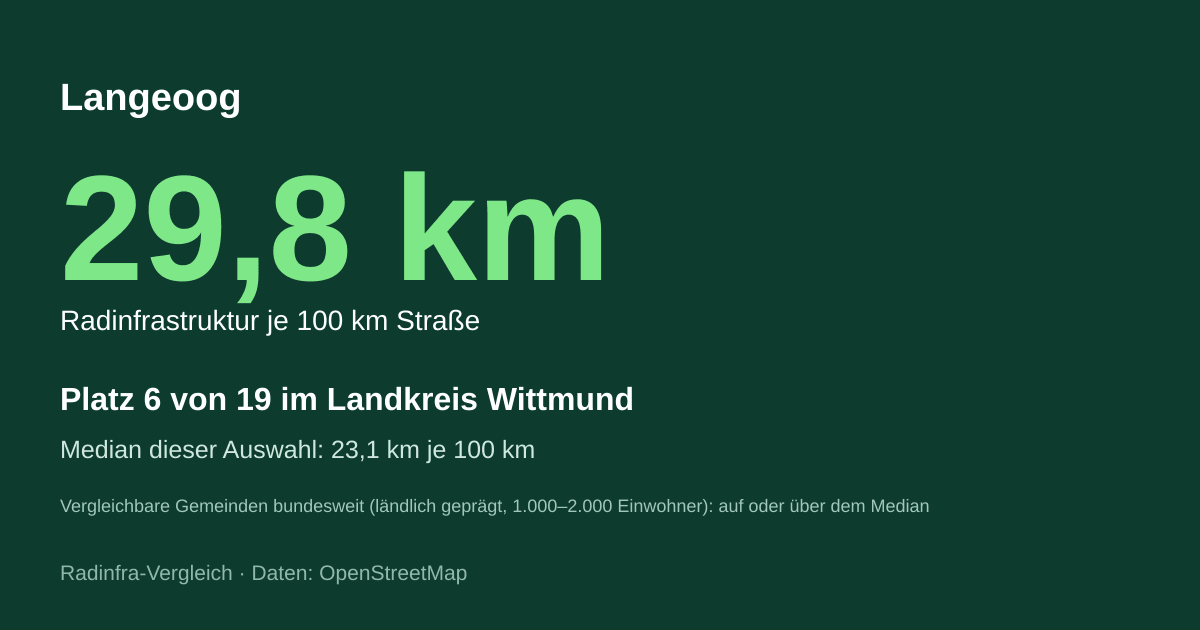 Langeoog
29,8 km
Radinfrastruktur je 100 km Straße
Platz 6 von 19 im Landkreis Wittmund
Median dieser Auswahl: 23,1 km je 100 km
Vergleichbare Gemeinden bundesweit (ländlich geprägt, 1.000–2.000 Einwohner): auf oder über dem Median
Radinfra-Vergleich · Daten: OpenStreetMap